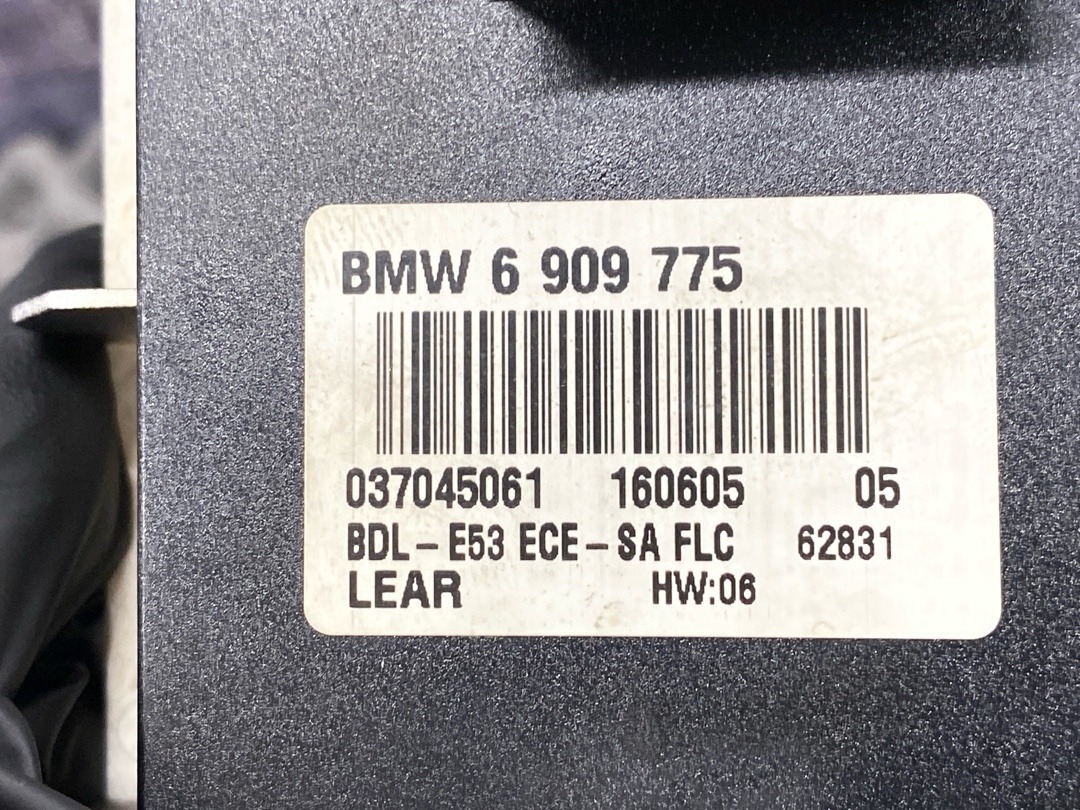 BMW 6 909 775
037045061 160605 05
BDL-E53 ECE-SA FLC 62831
LEAR HW:06